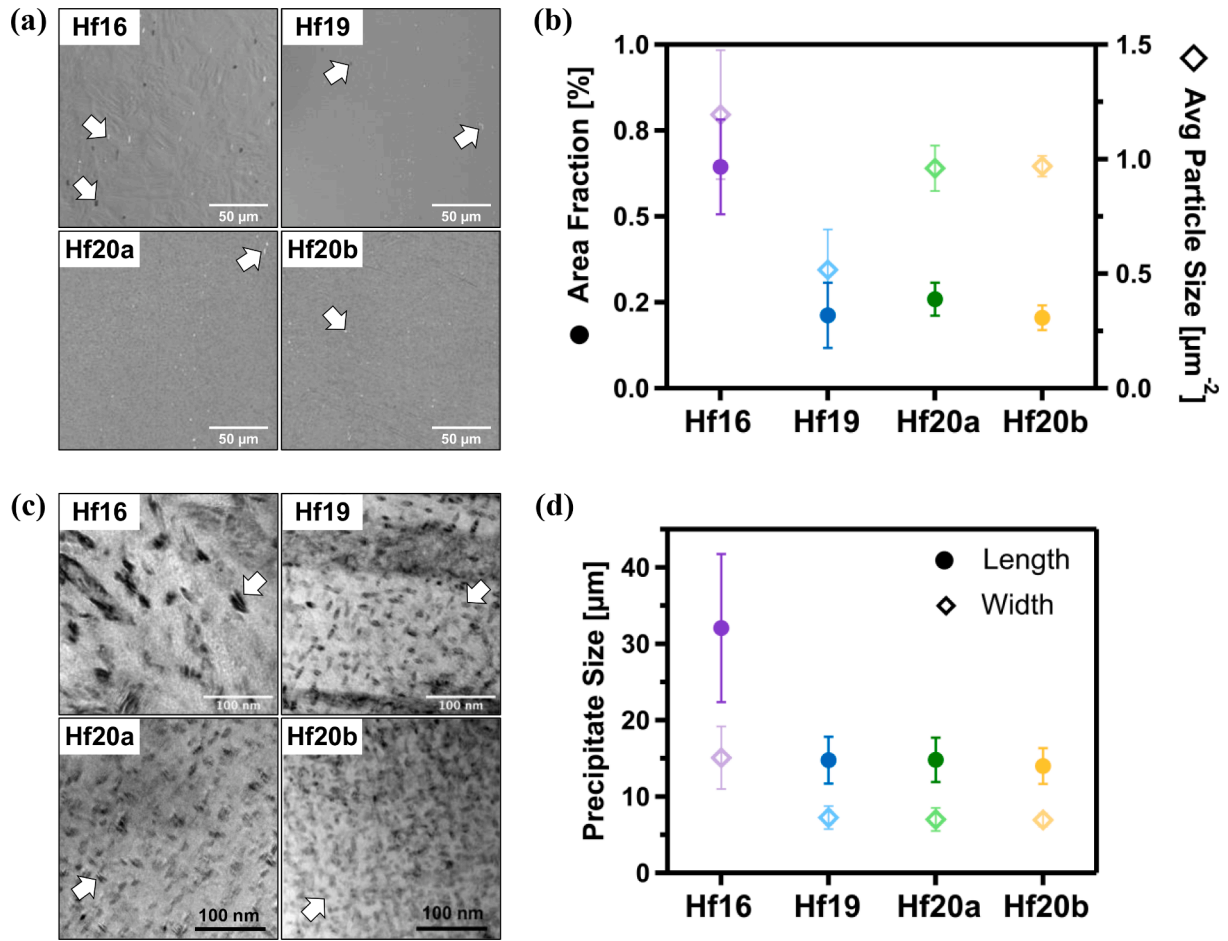 (a)
Hf16
Hf19
50 µm
50 µm
Hf20a
Hf20b
50 µm
50 µm
(b)
1.0
0.8
0.5
0.2
0.0
● Area Fraction [%]
1.5
1.0
0.5
0.0
◇ Avg Particle Size [µm⁻²]
Hf16 Hf19 Hf20a Hf20b
(c)
Hf16
Hf19
100 nm
100 nm
Hf20a
Hf20b
100 nm
100 nm
(d)
Length
Width
40
30
20
10
0
Precipitate Size [µm]
Hf16 Hf19 Hf20a Hf20b